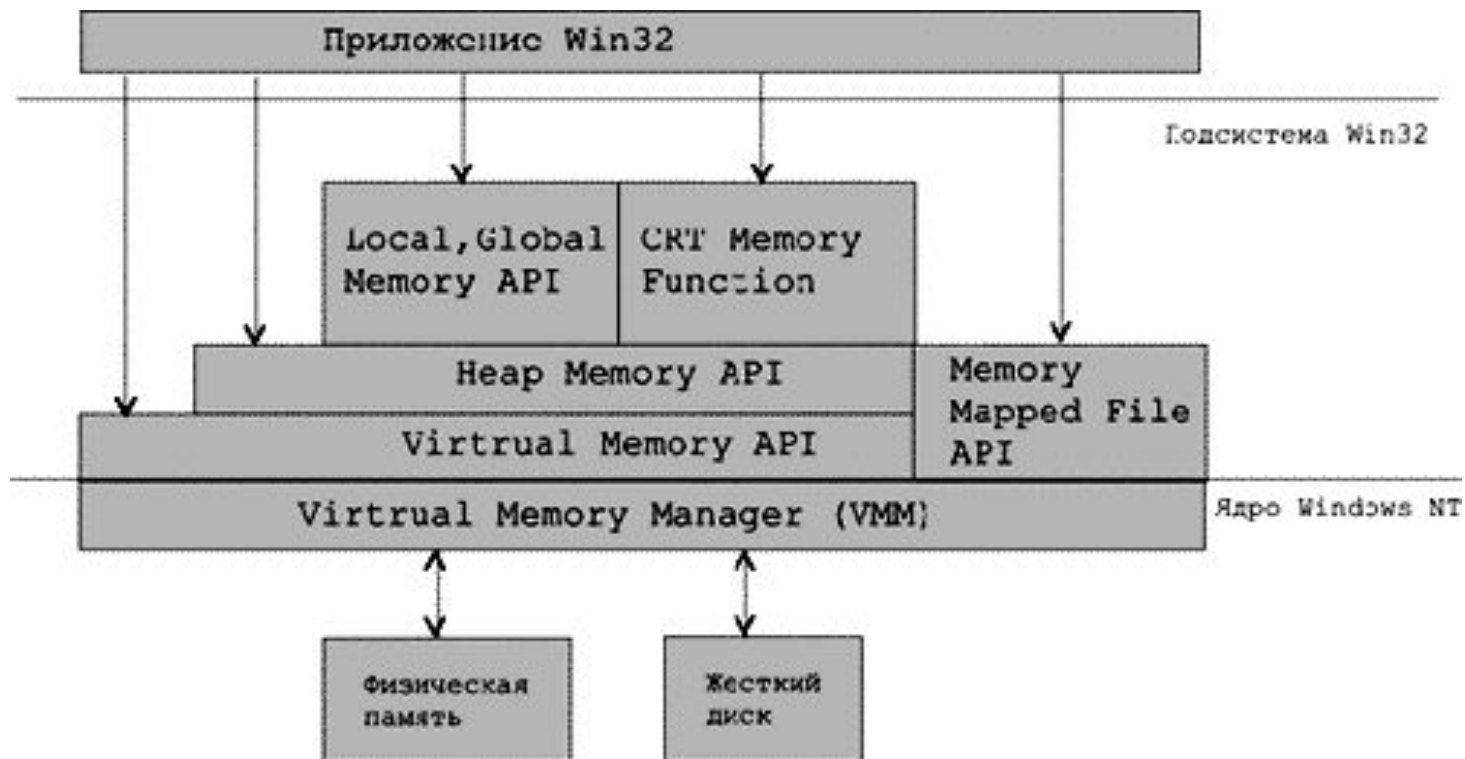 Приложение Win32
Подсистема Win32
Local,Global
Memory API
CRT Memory
Function
Heap Memory API
Memory
Mapped File
API
Virtrual Memory API
Virtrual Memory Manager (VMM)
Ядро Windows NT
Физическая
память
Жесткий
диск